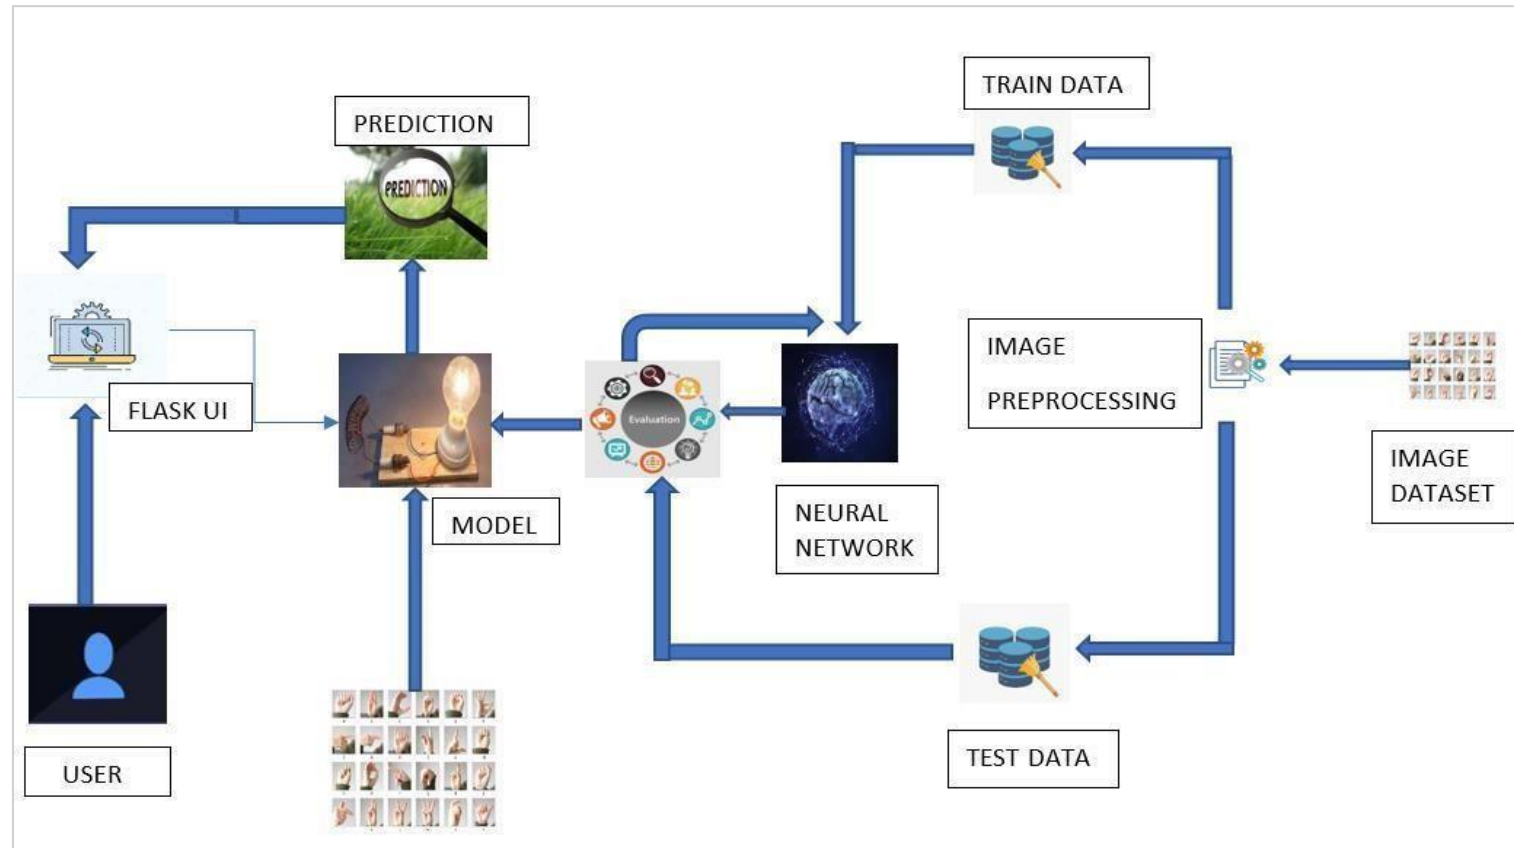 TRAIN DATA
PREDICTION
PREDICTION
IMAGE
PREPROCESSING
FLASK UI
Evaluation
IMAGE
DATASET
MODEL
NEURAL
NETWORK
TEST DATA
USER